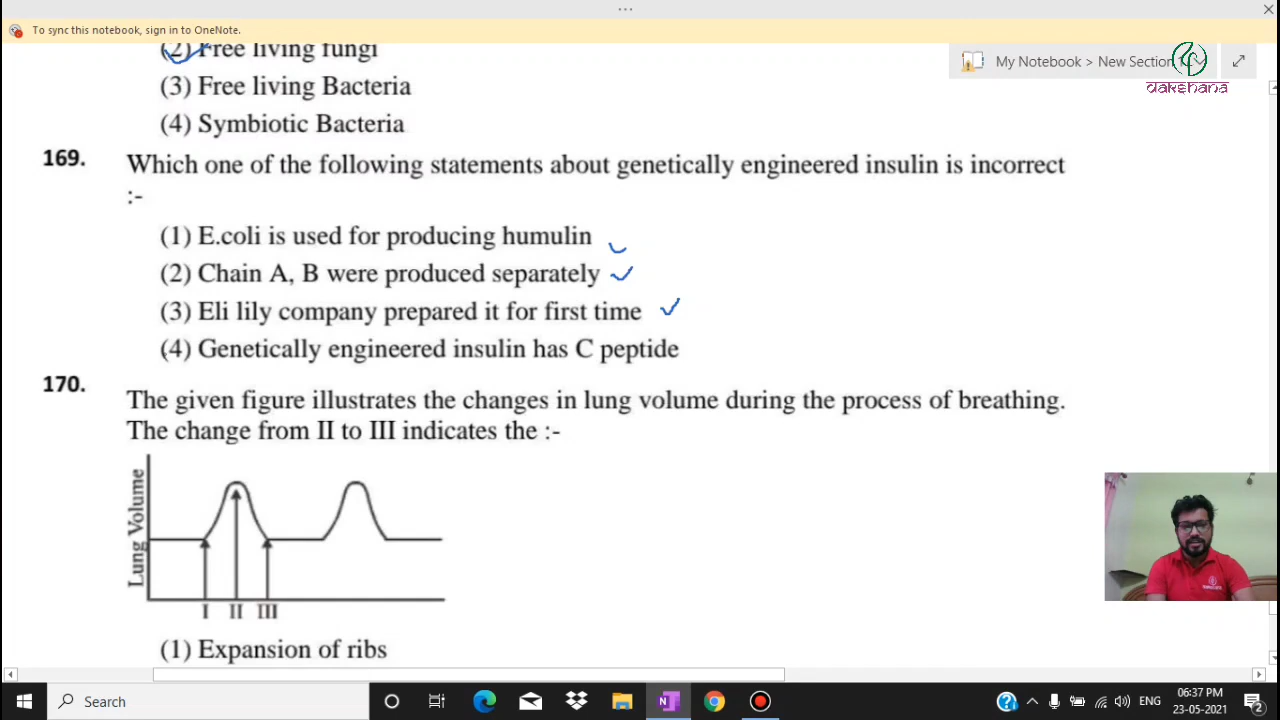 To sync this notebook, sign in to OneNote.
(2) Free living fungi
My Notebook > New Section
(3) Free living Bacteria
dakshana
(4) Symbiotic Bacteria
169. Which one of the following statements about genetically engineered insulin is incorrect
:-
(1) E.coli is used for producing humulin
(2) Chain A, B were produced separately
(3) Eli lily company prepared it for first time
(4) Genetically engineered insulin has C peptide
170. The given figure illustrates the changes in lung volume during the process of breathing.
The change from II to III indicates the :-
Lung Volume
I II III
(1) Expansion of ribs
Search
ENG
06:37 PM
23-05-2021
2